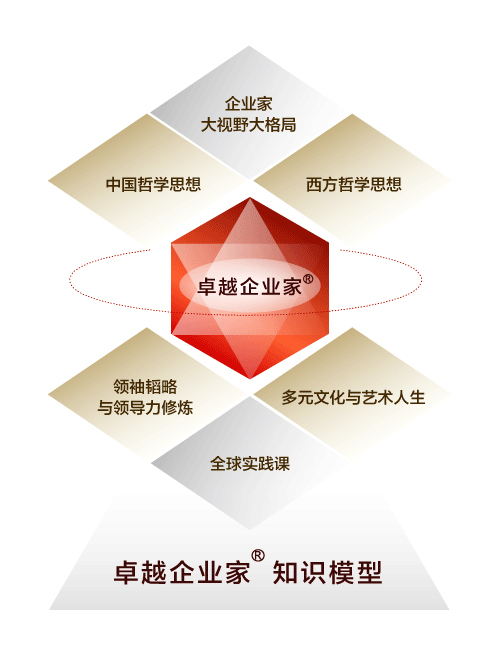 企业家
大视野大格局
中国哲学思想
西方哲学思想
卓越企业家®
领袖韬略
与领导力修炼
多元文化与艺术人生
全球实践课
卓越企业家® 知识模型